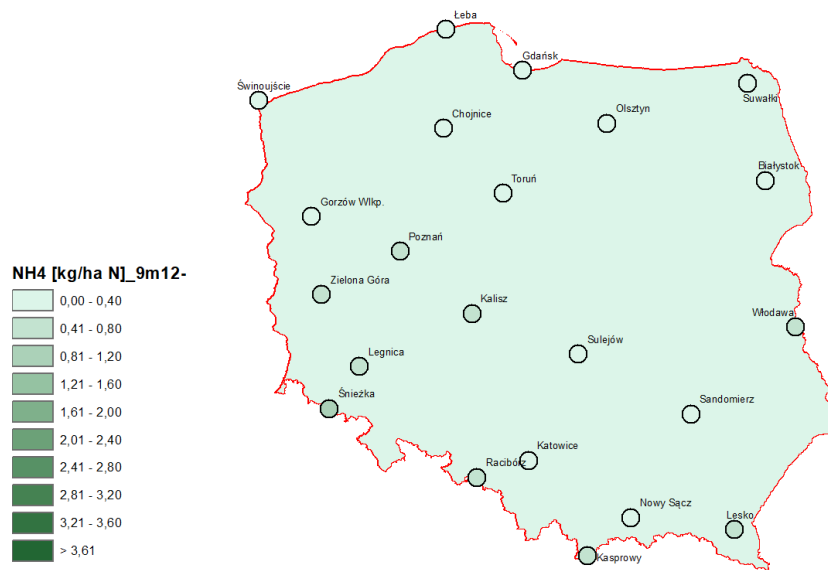 Łeba
Gdańsk
Świnoujście
Suwałki
Chojnice
Olsztyn
Białystok
Toruń
Gorzów Wlkp.
Poznań
Zielona Góra
Kalisz
Włodawa
Sulejów
Legnica
Śnieżka
Sandomierz
Katowice
Racibórz
Nowy Sącz
Lesko
Kasprowy
NH4 [kg/ha N]_9m12-
0,00 - 0,40
0,41 - 0,80
0,81 - 1,20
1,21 - 1,60
1,61 - 2,00
2,01 - 2,40
2,41 - 2,80
2,81 - 3,20
3,21 - 3,60
> 3,61